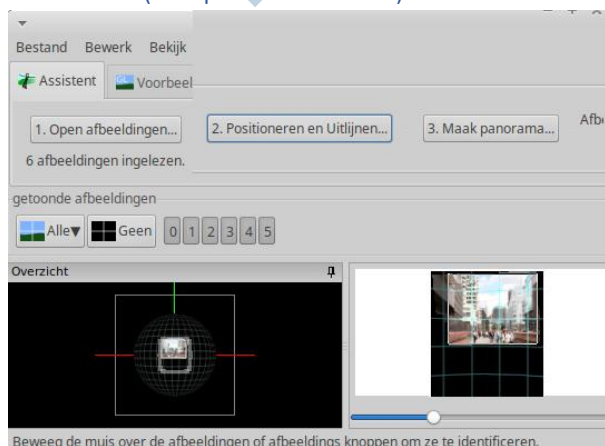 Bestand Bewerk Bekijk
Assistent Voorbeel
1. Open afbeeldingen... 2. Positioneren en Uitlijnen... 3. Maak panorama... Afb
6 afbeeldingen ingelezen.
getoonde afbeeldingen
Alle Geen 0 1 2 3 4 5
Overzicht
Beweeg de muis over de afbeeldingen of afbeeldings knoppen om ze te identificeren.